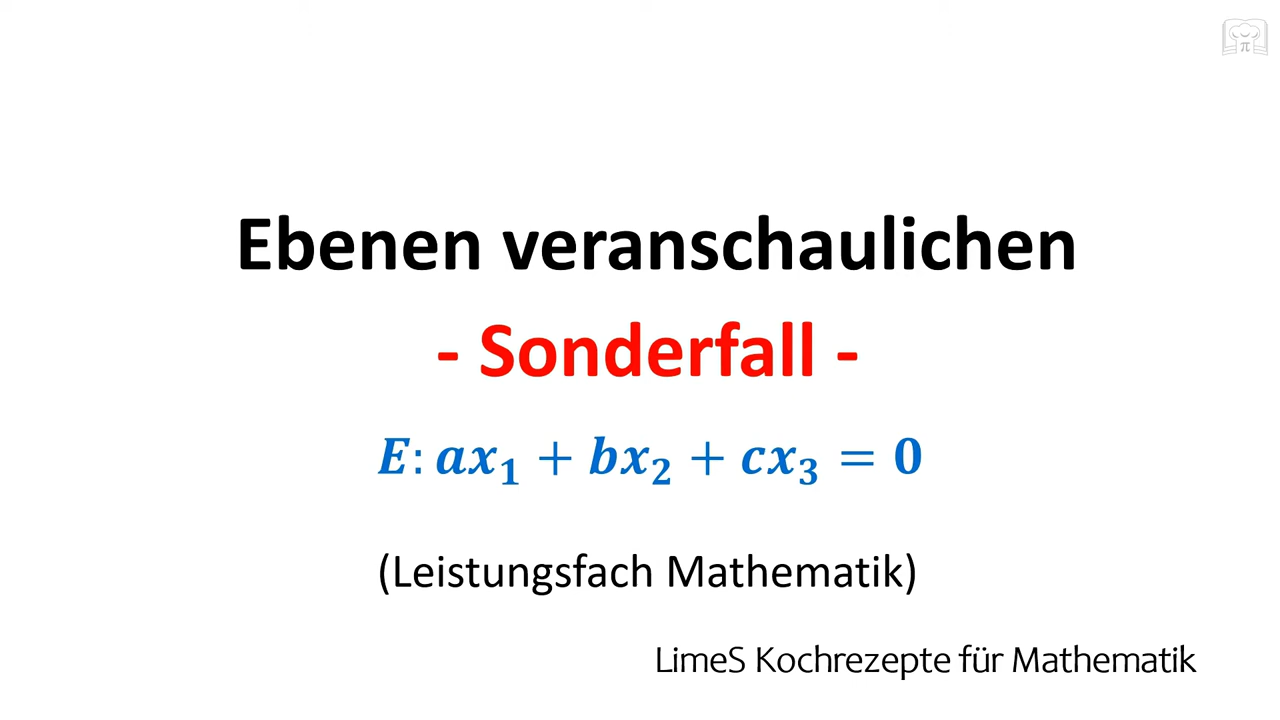 Ebenen veranschaulichen
- Sonderfall -
E: ax₁ + bx₂ + cx₃ = 0
(Leistungsfach Mathematik)
LimeS Kochrezepte für Mathematik
π